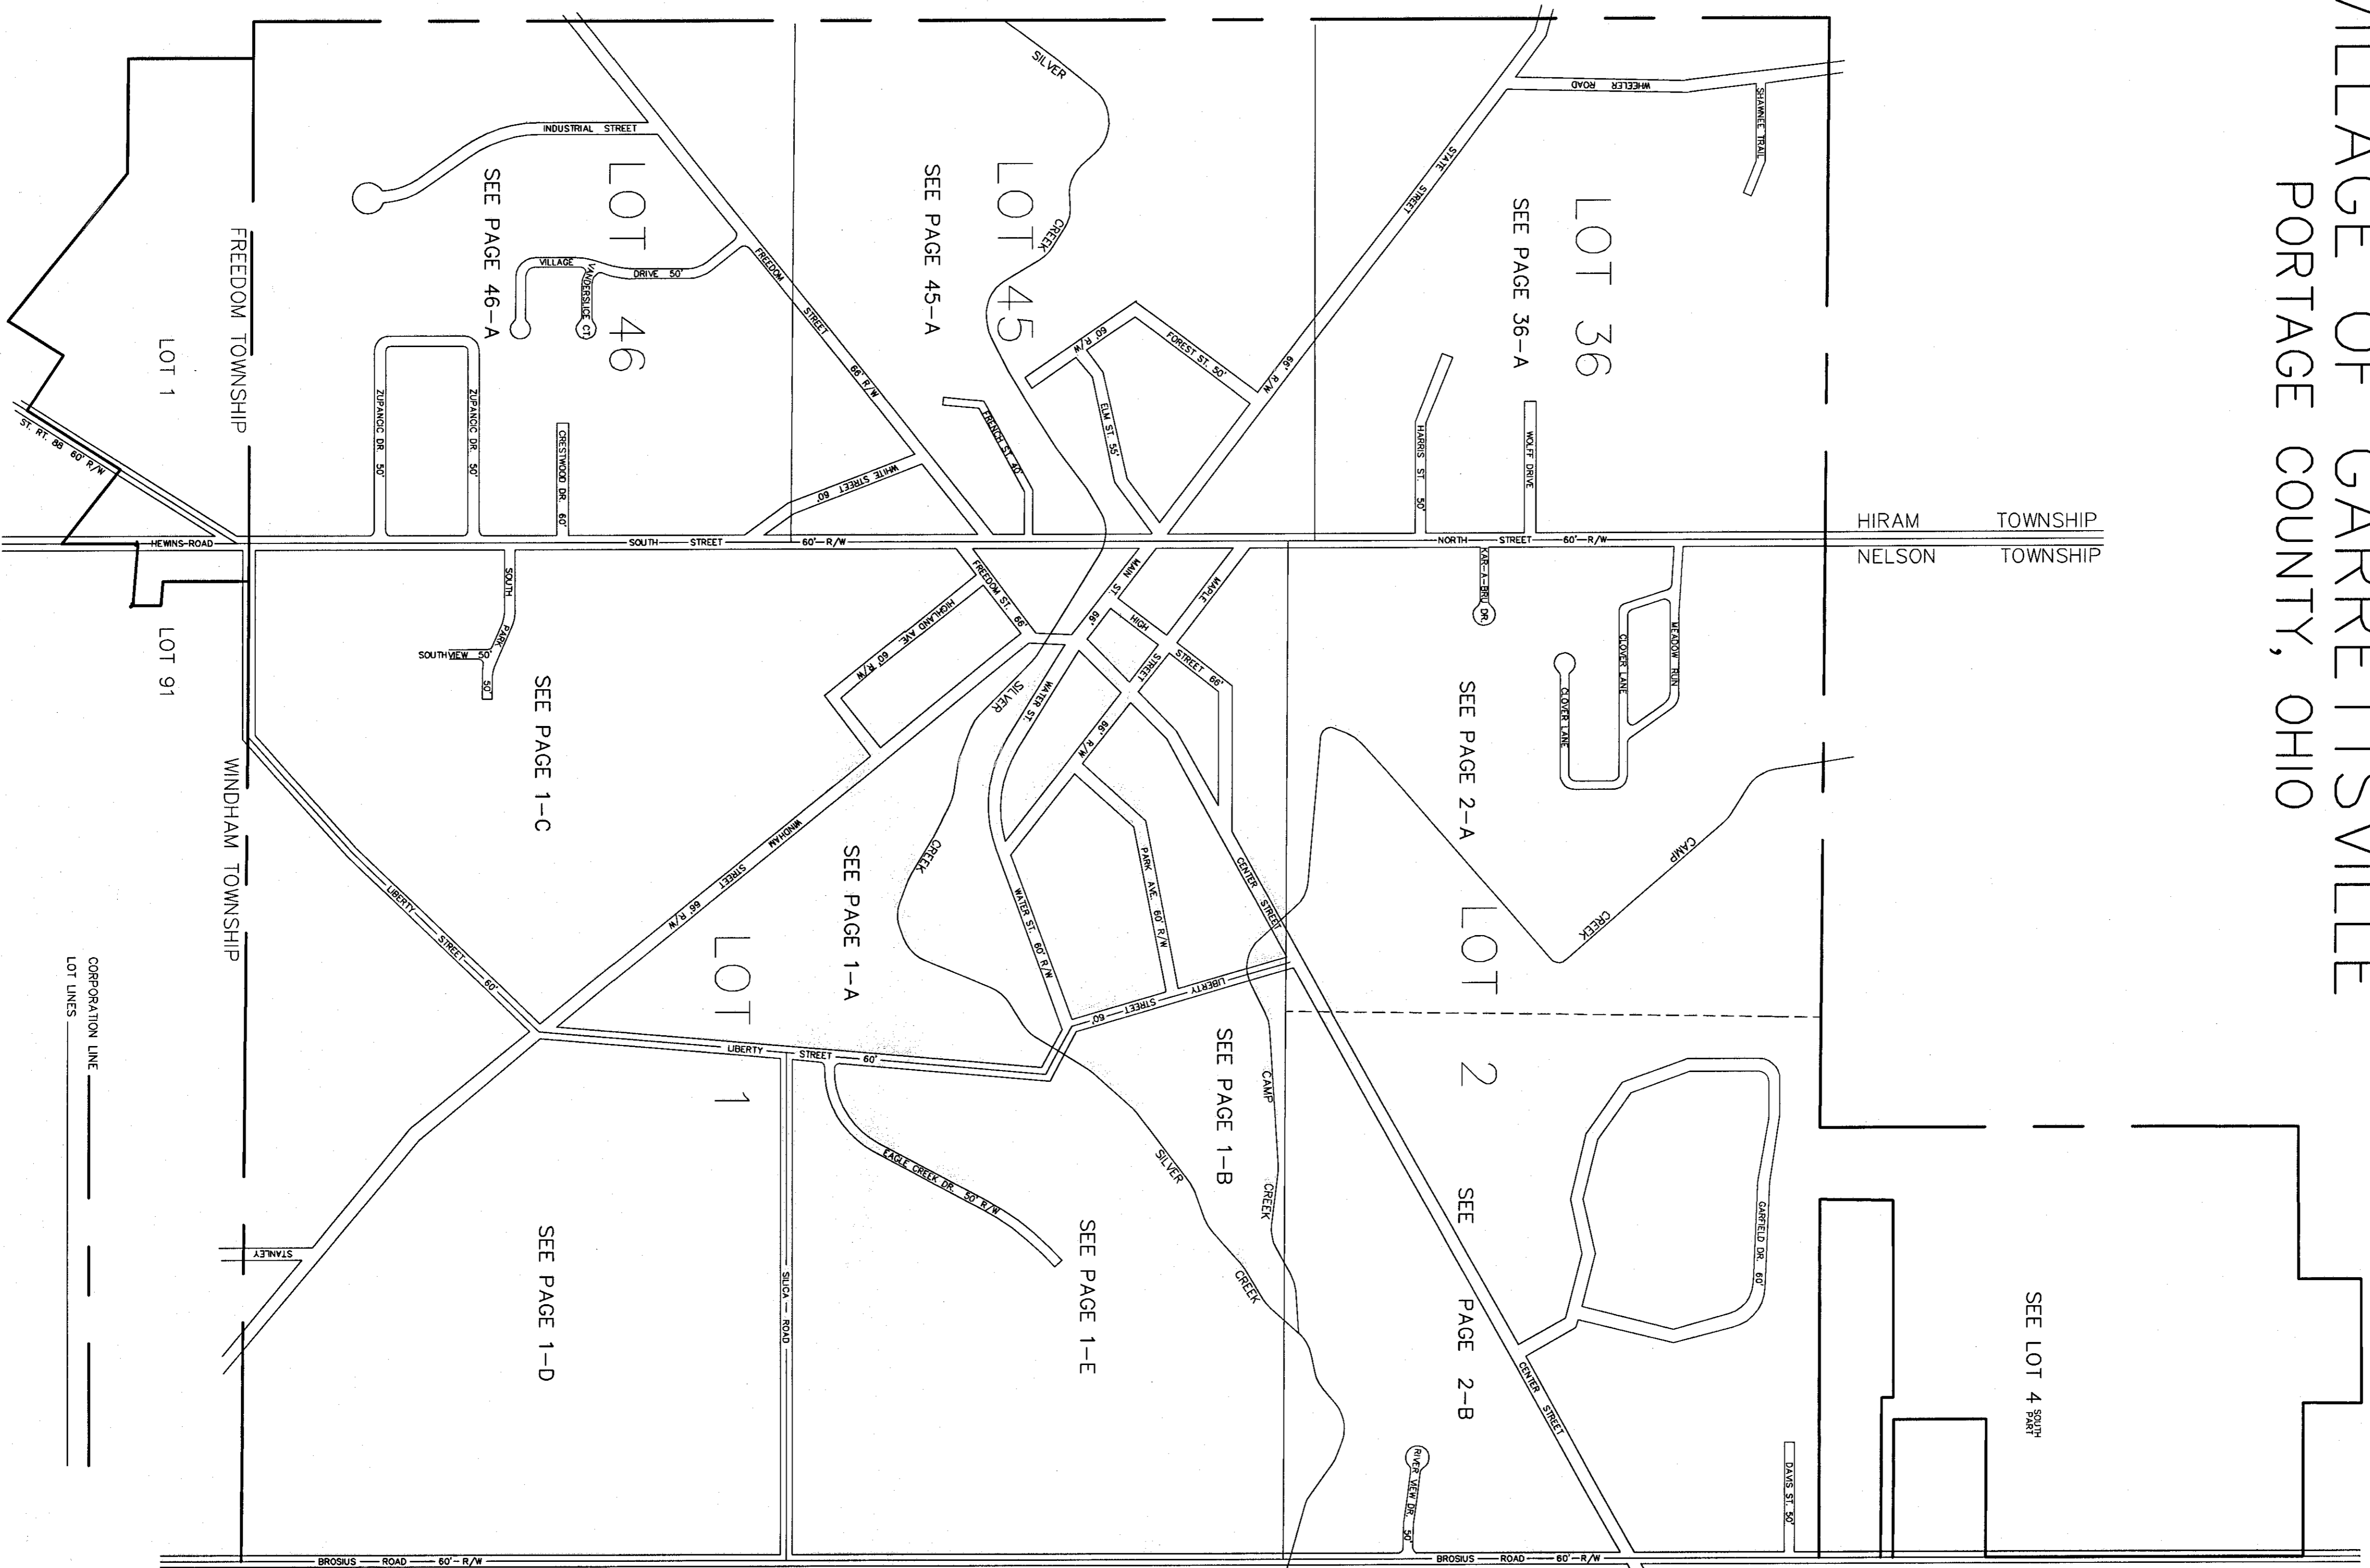 VILLAGE OF GARRETTSVILLE
PORTAGE COUNTY, OHIO
HIRAM TOWNSHIP
NELSON TOWNSHIP
SEE LOT 4 SOUTH PART
WHEELER ROAD
SHAWNEE TRAIL
STATE STREET
66' R/W
LOT 36
SEE PAGE 36-A
WOLFF DRIVE
HARRIS ST. 50'
NORTH STREET 60'-R/W
KAR-A-BRU DR.
MEADOW RUN
CLOVER LANE
CLOVER LANE
SEE PAGE 2-A
CAMP
CREEK
LOT 2
GARFIELD DR. 60'
SEE PAGE 2-B
CENTER STREET
DAVIS ST. 50'
RIVER VIEW DR. 50'
BROSIUS ROAD 60'-R/W
SILVER
CREEK
LOT 45
SEE PAGE 45-A
FOREST ST. 50'
60' R/W
ELM ST. 55'
FRENCH ST. 40'
MAIN ST. 66'
MAPLE
STREET
66' R/W
HIGH
STREET 66'
CENTER STREET
PARK AVE. 60' R/W
WATER ST.
WATER ST. 60' R/W
LIBERTY STREET 60'
SEE PAGE 1-B
CAMP
CREEK
SILVER
CREEK
SEE PAGE 1-A
SILVER
CREEK
SEE PAGE 1-E
EAGLE CREEK DR. 50' R/W
INDUSTRIAL STREET
LOT 46
SEE PAGE 46-A
VILLAGE
DRIVE 50'
VANDERSLICE CT.
FREEDOM STREET
66' R/W
WHITE STREET 60'
CRESTWOOD DR. 60'
ZUPANCIC DR. 50'
ZUPANCIC DR. 50'
SOUTH STREET 60'-R/W
FREEDOM ST. 66'
HIGHLAND AVE. 60' R/W
SOUTH
PARK
50'
SOUTHVIEW 50'
SEE PAGE 1-C
WINDHAM STREET 66' R/W
LOT 1
LIBERTY STREET 60'
LIBERTY STREET 60'
SILICA ROAD
SEE PAGE 1-D
STANLEY
BROSIUS ROAD 60'-R/W
FREEDOM TOWNSHIP
WINDHAM TOWNSHIP
LOT 1
ST. RT. 88 60' R/W
HEWINS ROAD
LOT 91
CORPORATION LINE
LOT LINES